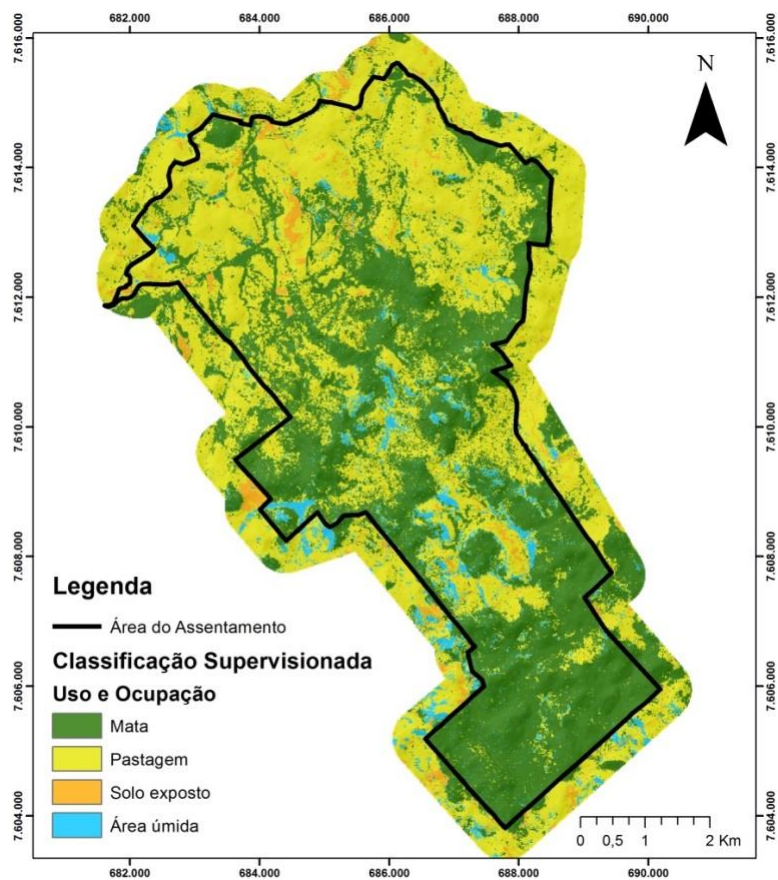 682.000 684.000 686.000 688.000 690.000
7.616.000 7.616.000
N
7.614.000 7.614.000
7.612.000 7.612.000
7.610.000 7.610.000
7.608.000 7.608.000
Legenda
Área do Assentamento
Classificação Supervisionada
7.606.000 7.606.000
Uso e Ocupação
Mata
Pastagem
Solo exposto
Área úmida
7.604.000 7.604.000
0 0,5 1 2 Km
682.000 684.000 686.000 688.000 690.000